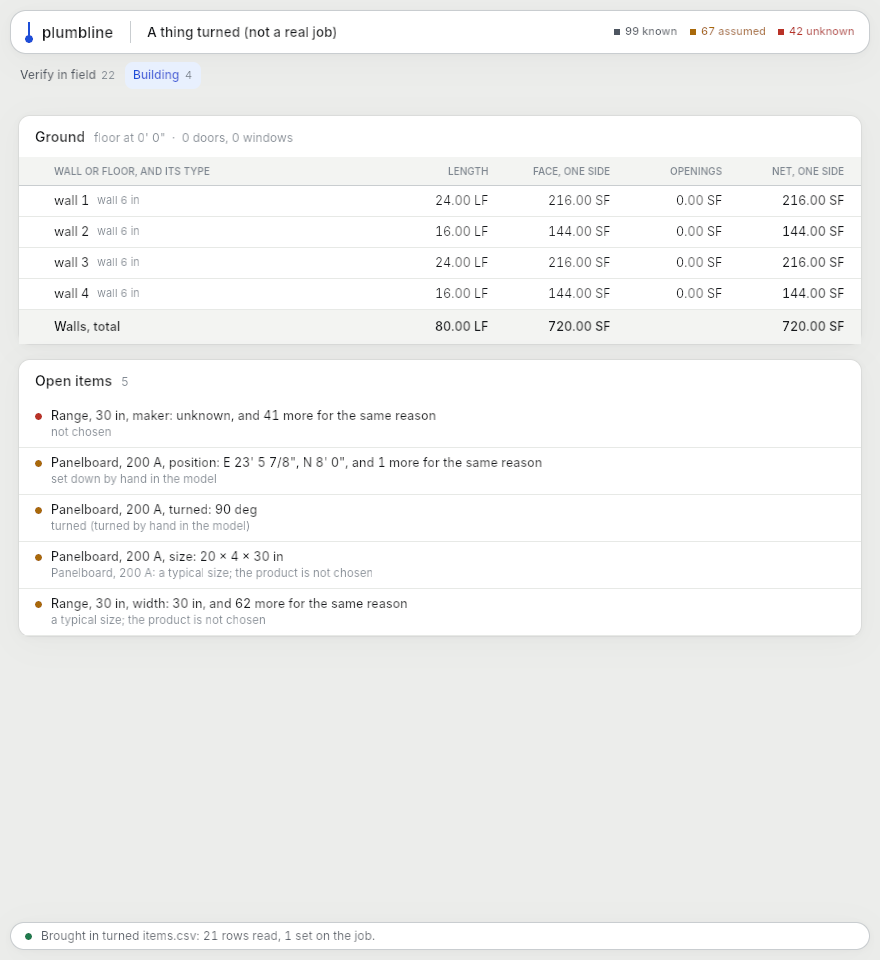 plumbline
A thing turned (not a real job)
99 known
67 assumed
42 unknown
Verify in field 22
Building 4
Ground floor at 0' 0" · 0 doors, 0 windows
WALL OR FLOOR, AND ITS TYPE LENGTH FACE, ONE SIDE OPENINGS NET, ONE SIDE
wall 1 wall 6 in 24.00 LF 216.00 SF 0.00 SF 216.00 SF
wall 2 wall 6 in 16.00 LF 144.00 SF 0.00 SF 144.00 SF
wall 3 wall 6 in 24.00 LF 216.00 SF 0.00 SF 216.00 SF
wall 4 wall 6 in 16.00 LF 144.00 SF 0.00 SF 144.00 SF
Walls, total 80.00 LF 720.00 SF 720.00 SF
Open items 5
Range, 30 in, maker: unknown, and 41 more for the same reason
not chosen
Panelboard, 200 A, position: E 23' 5 7/8", N 8' 0", and 1 more for the same reason
set down by hand in the model
Panelboard, 200 A, turned: 90 deg
turned (turned by hand in the model)
Panelboard, 200 A, size: 20 × 4 × 30 in
Panelboard, 200 A: a typical size; the product is not chosen
Range, 30 in, width: 30 in, and 62 more for the same reason
a typical size; the product is not chosen
Brought in turned items.csv: 21 rows read, 1 set on the job.